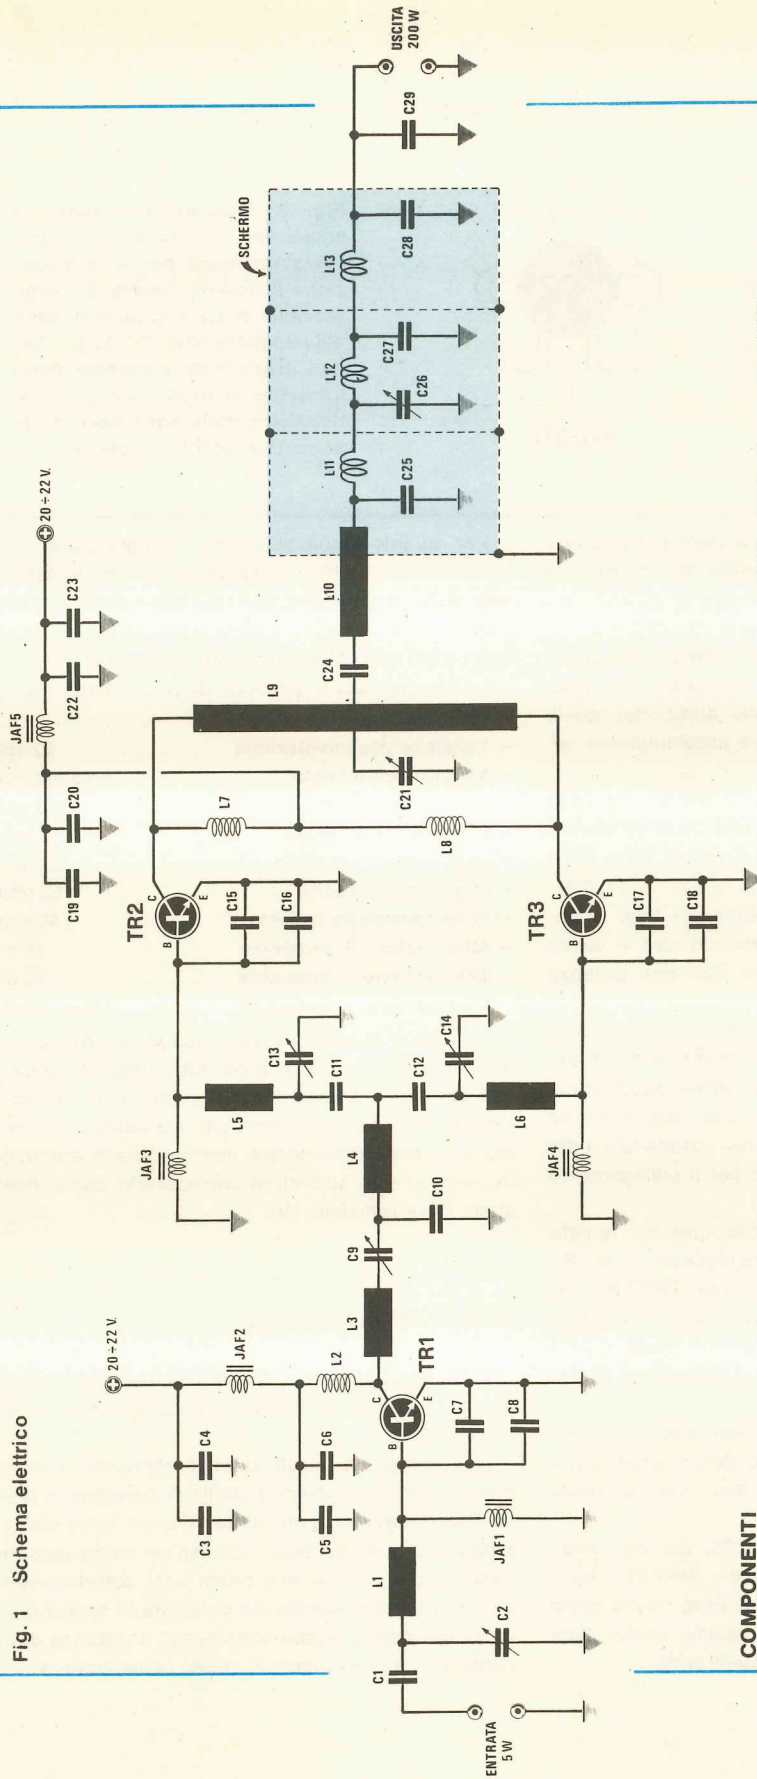 Fig. 1 Schema elettrico
ENTRATA
5 W
C1
C2
L1
JAF1
B
C
E
TR1
C7
C8
C3
C4
C5
C6
L2
JAF2
20 ÷ 22 V.
L3
C9
C10
L4
C11
C12
C13
C14
L5
L6
JAF3
JAF4
B
C
E
TR2
C15
C16
B
C
E
TR3
C17
C18
C19
C20
JAF5
C22
C23
20 ÷ 22 V.
L7
L8
L9
C21
C24
L10
C25
L11
C26
L12
C27
L13
C28
SCHERMO
C29
USCITA
200 W
COMPONENTI